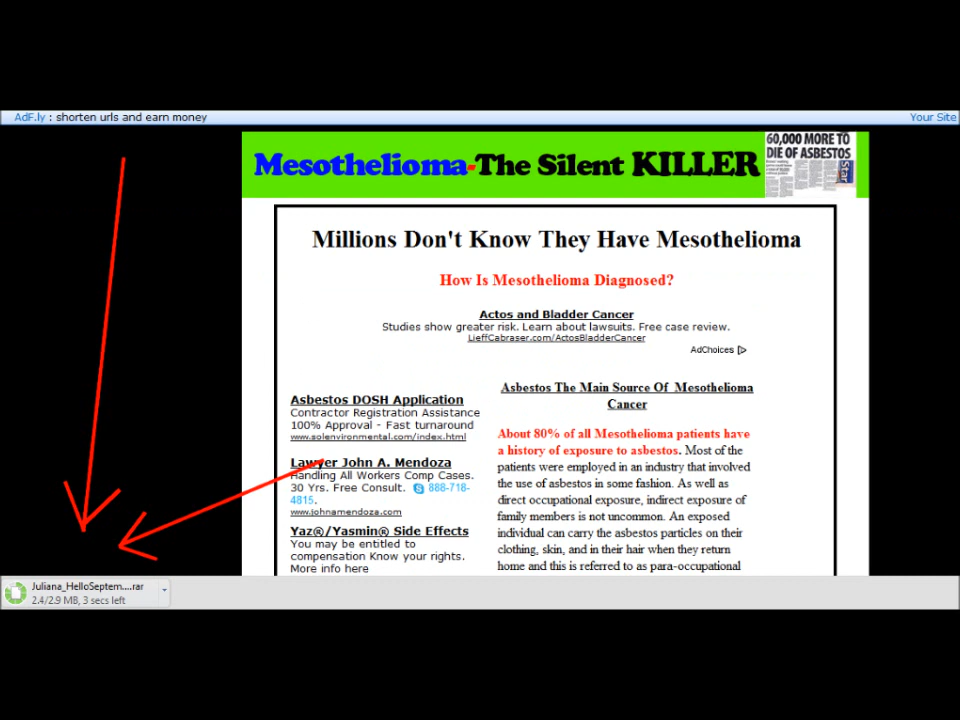 AdF.ly : shorten urls and earn money
Your Site
Mesothelioma-The Silent KILLER
60,000 MORE TO
DIE OF ASBESTOS
Star
Millions Don't Know They Have Mesothelioma
How Is Mesothelioma Diagnosed?
Actos and Bladder Cancer
Studies show greater risk. Learn about lawsuits. Free case review.
LieffCabraser.com/ActosBladderCancer
AdChoices
Asbestos DOSH Application
Contractor Registration Assistance
100% Approval - Fast turnaround
www.solenvironmental.com/index.html
Lawyer John A. Mendoza
Handling All Workers Comp Cases.
30 Yrs. Free Consult. 888-718-
4815.
www.johnamendoza.com
Yaz®/Yasmin® Side Effects
You may be entitled to
compensation Know your rights.
More info here
Asbestos The Main Source Of Mesothelioma
Cancer
About 80% of all Mesothelioma patients have
a history of exposure to asbestos. Most of the
patients were employed in an industry that involved
the use of asbestos in some fashion. As well as
direct occupational exposure, indirect exposure of
family members is not uncommon. An exposed
individual can carry the asbestos particles on their
clothing, skin, and in their hair when they return
home and this is referred to as para-occupational
Juliana_HelloSeptem....rar
2.4/2.9 MB, 3 secs left